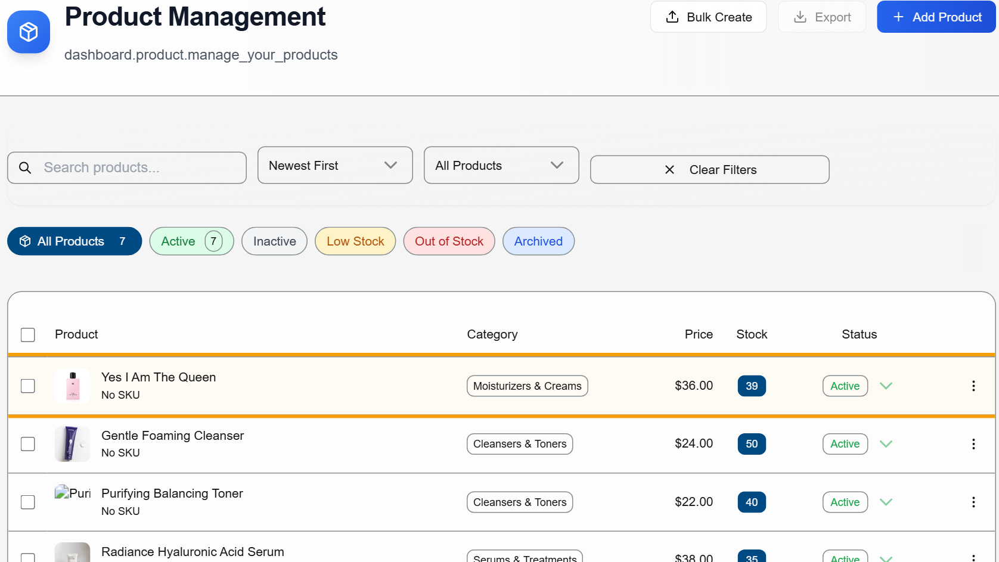 Product Management
dashboard.product.manage_your_products
Bulk Create
Export
Add Product
Search products...
Newest First
All Products
Clear Filters
All Products 7
Active 7
Inactive
Low Stock
Out of Stock
Archived
Product Category Price Stock Status
Yes I Am The Queen
No SKU
Moisturizers & Creams $36.00 39 Active
Gentle Foaming Cleanser
No SKU
Cleansers & Toners $24.00 50 Active
Puri
Purifying Balancing Toner
No SKU
Cleansers & Toners $22.00 40 Active
Radiance Hyaluronic Acid Serum
Serums & Treatments $38.00 35 Active